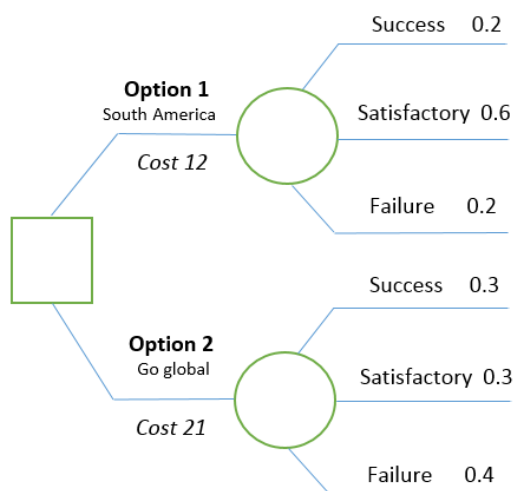 Success 0.2
Option 1
South America
Satisfactory 0.6
Cost 12
Failure 0.2
Success 0.3
Option 2
Go global
Satisfactory 0.3
Cost 21
Failure 0.4